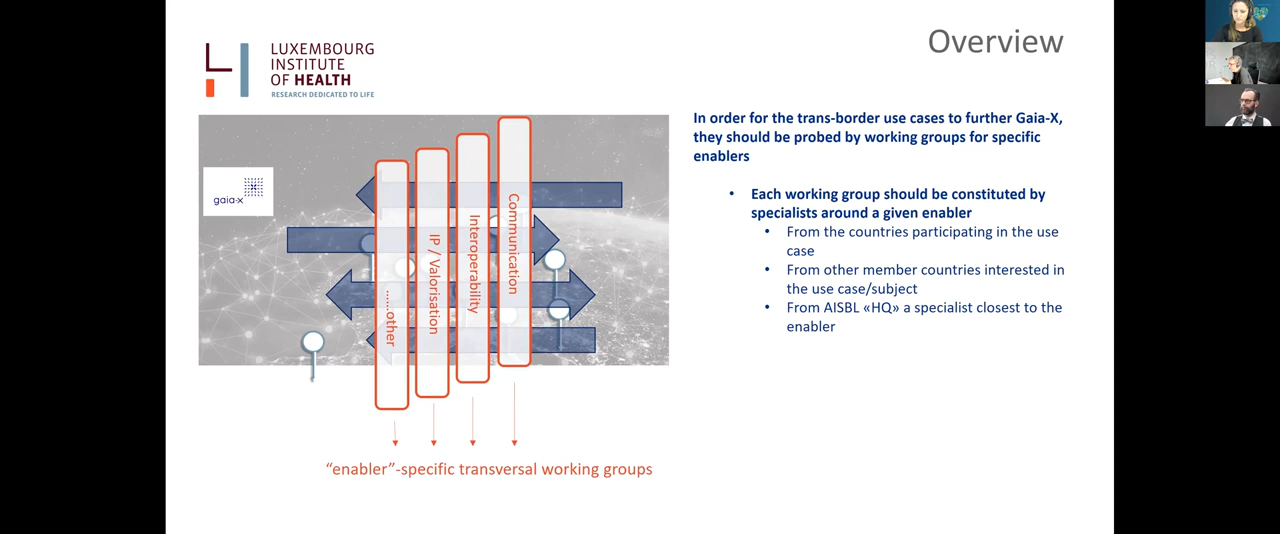 Overview
LUXEMBOURG
INSTITUTE
OF HEALTH
RESEARCH DEDICATED TO LIFE
gaia-x
......other
IP / Valorisation
Interoperability
Communication
“enabler”-specific transversal working groups
In order for the trans-border use cases to further Gaia-X,
they should be probed by working groups for specific
enablers
• Each working group should be constituted by
specialists around a given enabler
• From the countries participating in the use
case
• From other member countries interested in
the use case/subject
• From AISBL «HQ» a specialist closest to the
enabler